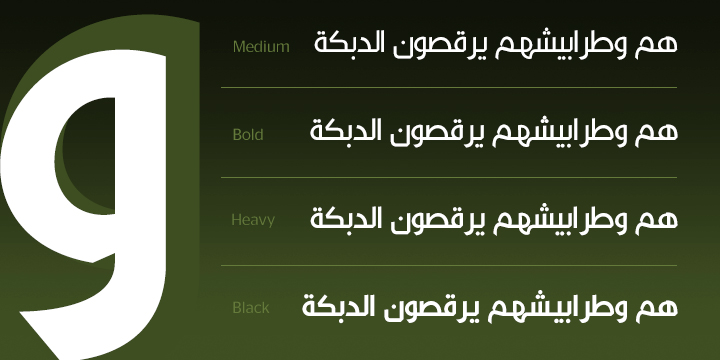 و
Medium هم وطرابيشهم يرقصون الدبكة
Bold هم وطرابيشهم يرقصون الدبكة
Heavy هم وطرابيشهم يرقصون الدبكة
Black هم وطرابيشهم يرقصون الدبكة